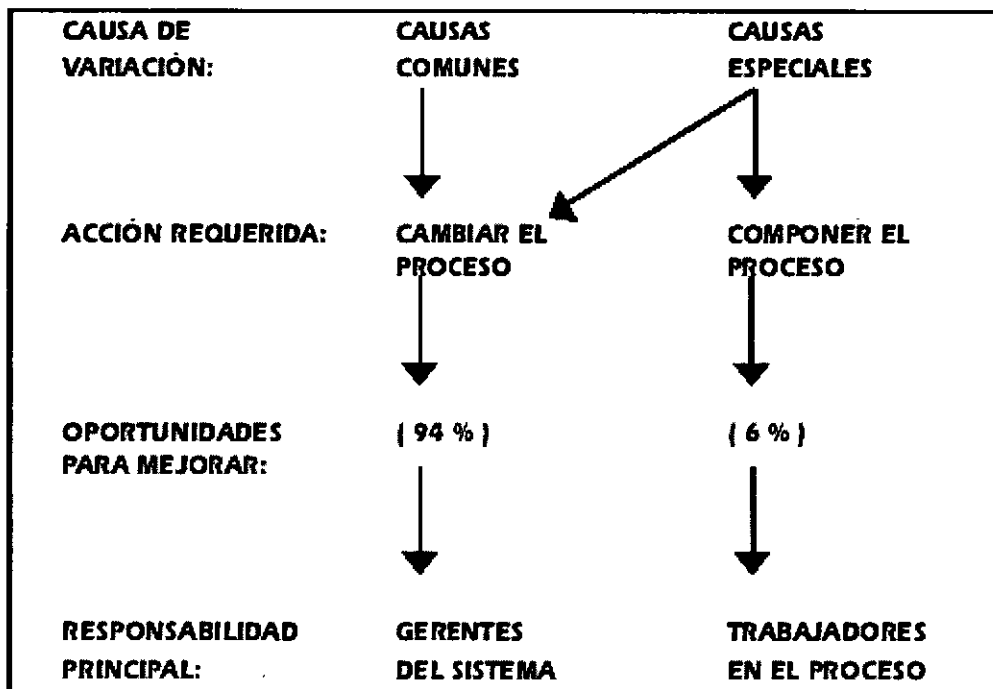 CAUSA DE CAUSAS CAUSAS
VARIACIÓN: COMUNES ESPECIALES
ACCIÓN REQUERIDA: CAMBIAR EL COMPONER EL
PROCESO PROCESO
OPORTUNIDADES ( 94 % ) ( 6 % )
PARA MEJORAR:
RESPONSABILIDAD GERENTES TRABAJADORES
PRINCIPAL: DEL SISTEMA EN EL PROCESO